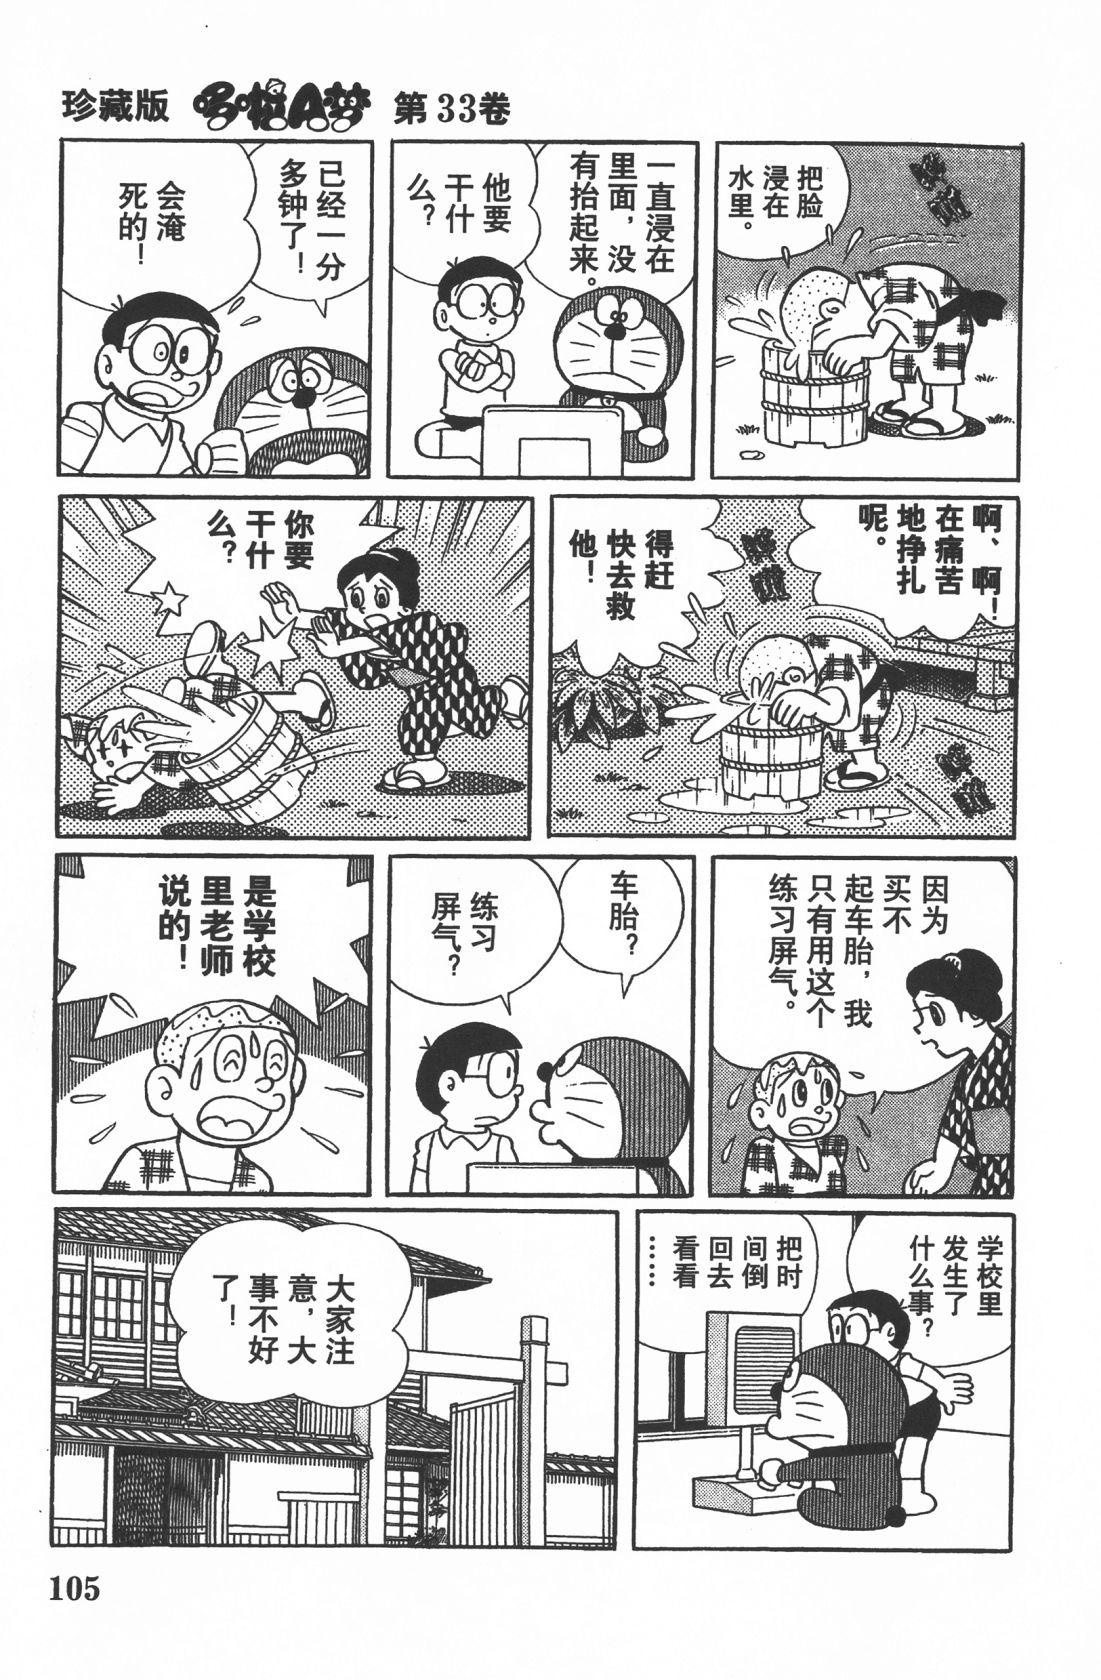 珍藏版 哆啦A梦 第33卷
把脸
浸在
水里。
哗啦
一直浸在
里面，没
有抬起来。
他要
干什
么？
已经一分
多钟了！
会淹
死的！
啊、啊！
在痛苦
地挣扎
呢。
哗啦
哗啦
得赶
快去救
他！
你要
干什
么？
因为
买不
起车胎，我
只有用这个
练习屏气。
车胎？
练习
屏气？
是学校
里老师
说的！
学校里
发生了
什么事？
把时
间倒
回去
看看
……
大家注
意，大
事不好
了！
105